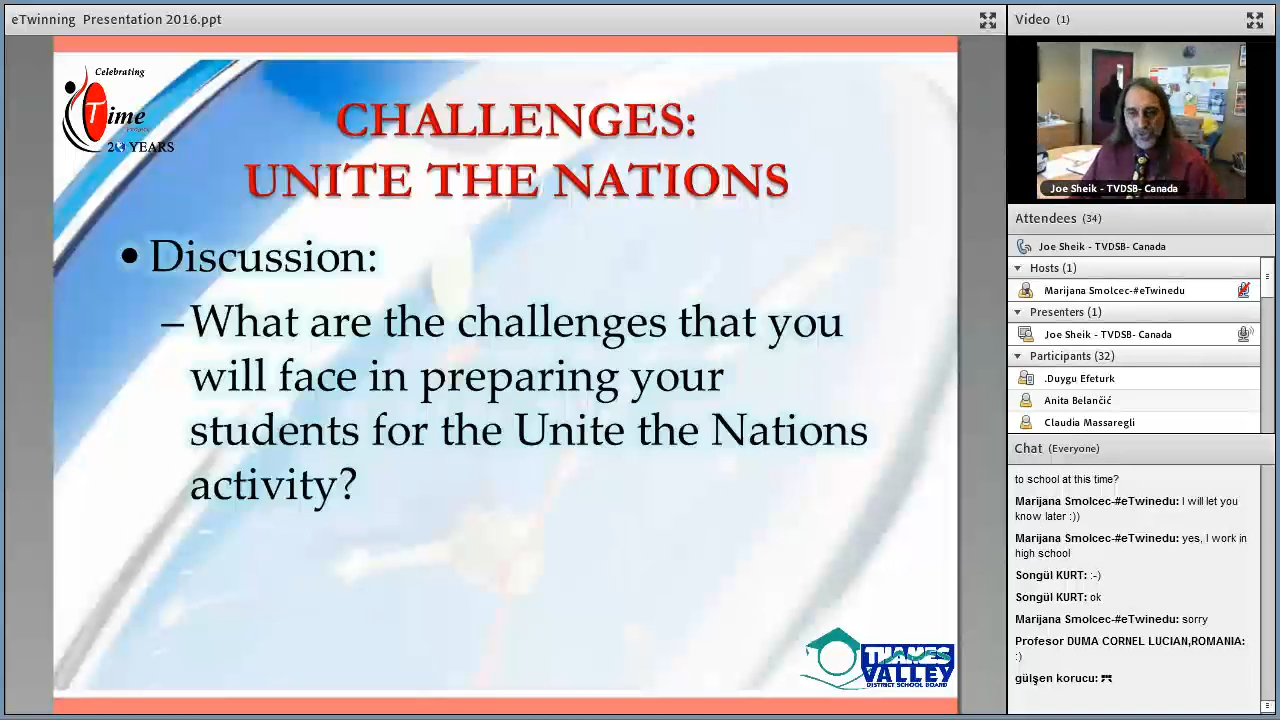 eTwinning Presentation 2016.ppt
Celebrating
Time
20 YEARS
CHALLENGES:
UNITE THE NATIONS
• Discussion:
–What are the challenges that you
will face in preparing your
students for the Unite the Nations
activity?
THAMES
VALLEY
DISTRICT SCHOOL BOARD
Video (1)
Joe Sheik - TVDSB- Canada
Attendees (34)
Joe Sheik - TVDSB- Canada
Hosts (1)
Marijana Smolcec-#eTwinedu
Presenters (1)
Joe Sheik - TVDSB- Canada
Participants (32)
.Duygu Efeturk
Anita Belančić
Claudia Massaregli
Chat (Everyone)
to school at this time?
Marijana Smolcec-#eTwinedu: I will let you
know later :))
Marijana Smolcec-#eTwinedu: yes, I work in
high school
Songül KURT: :-)
Songül KURT: ok
Marijana Smolcec-#eTwinedu: sorry
Profesor DUMA CORNEL LUCIAN,ROMANIA:
:)
gülşen korucu: